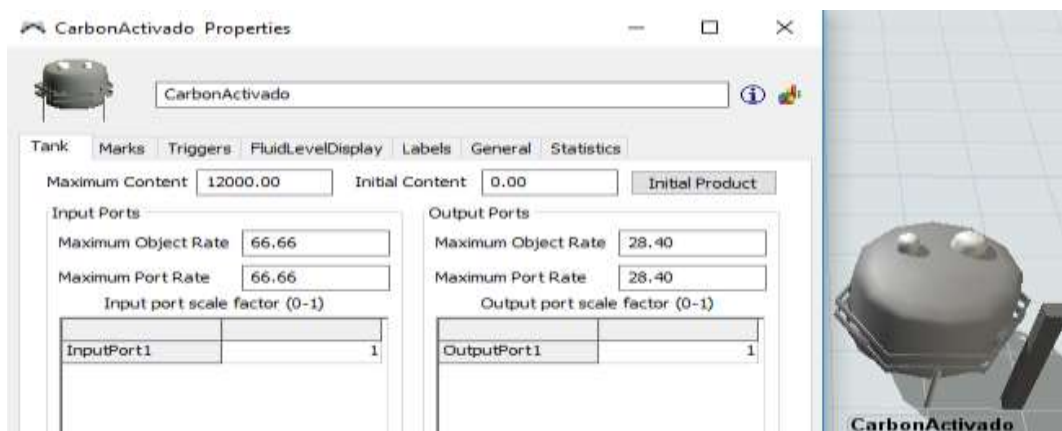 CarbonActivado Properties
CarbonActivado
Tank Marks Triggers FluidLevelDisplay Labels General Statistics
Maximum Content 12000.00 Initial Content 0.00 Initial Product
Input Ports
Maximum Object Rate 66.66
Maximum Port Rate 66.66
Input port scale factor (0-1)
InputPort1 1
Output Ports
Maximum Object Rate 28.40
Maximum Port Rate 28.40
Output port scale factor (0-1)
OutputPort1 1
CarbonActivado